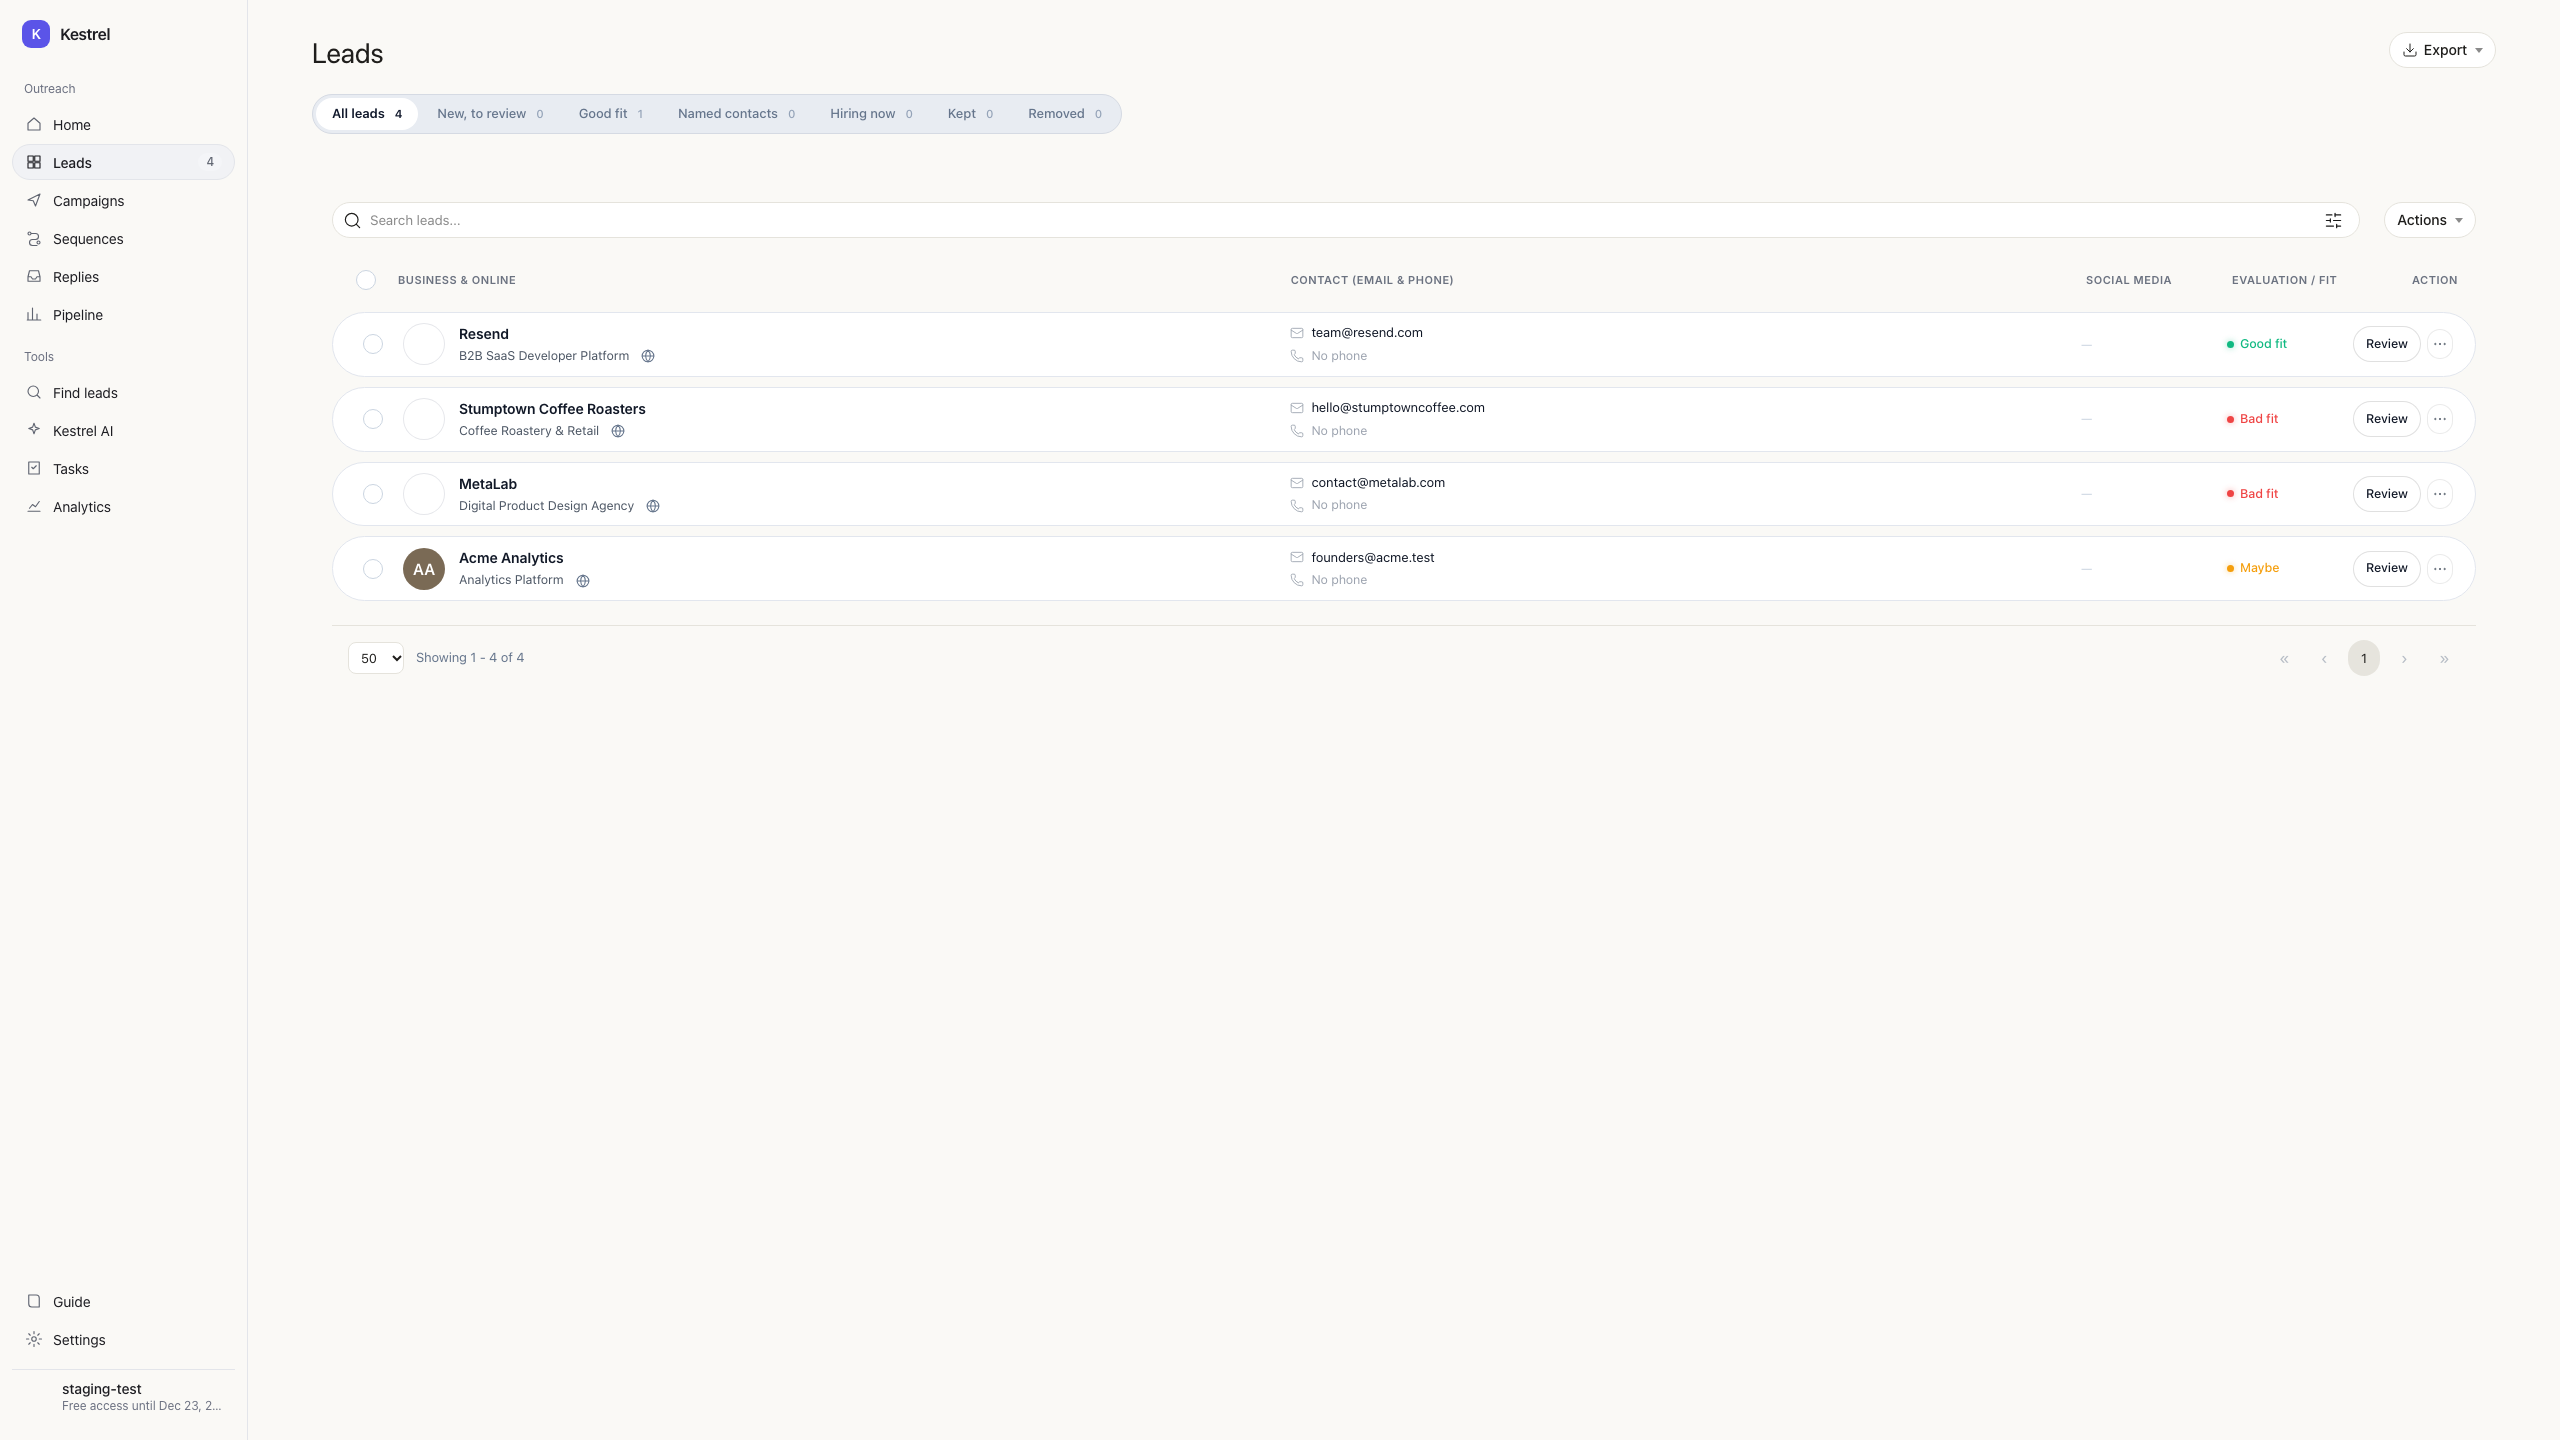 K Kestrel
Outreach
Home
Leads 4
Campaigns
Sequences
Replies
Pipeline
Tools
Find leads
Kestrel AI
Tasks
Analytics
Guide
Settings
staging-test
Free access until Dec 23, 2...
Leads
Export
All leads 4 New, to review 0 Good fit 1 Named contacts 0 Hiring now 0 Kept 0 Removed 0
Search leads...
Actions
BUSINESS & ONLINE CONTACT (EMAIL & PHONE) SOCIAL MEDIA EVALUATION / FIT ACTION
Resend
B2B SaaS Developer Platform
team@resend.com
No phone
—
Good fit
Review
Stumptown Coffee Roasters
Coffee Roastery & Retail
hello@stumptowncoffee.com
No phone
—
Bad fit
Review
MetaLab
Digital Product Design Agency
contact@metalab.com
No phone
—
Bad fit
Review
AA
Acme Analytics
Analytics Platform
founders@acme.test
No phone
—
Maybe
Review
50 Showing 1 - 4 of 4
« ‹ 1 › »